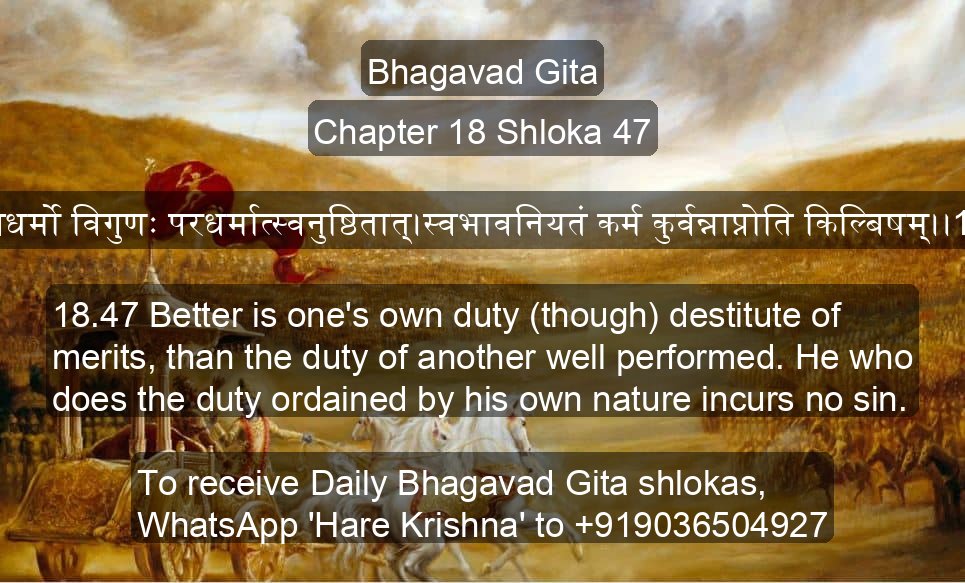 Bhagavad Gita
Chapter 18 Shloka 47
विगुणः परधर्मात्स्वनुष्ठितात्।स्वभावनियतं कर्म कुर्वन्नाप्नोति किल्बिषम्।।1
18.47 Better is one's own duty (though) destitute of
merits, than the duty of another well performed. He who
does the duty ordained by his own nature incurs no sin.
To receive Daily Bhagavad Gita shlokas,
WhatsApp 'Hare Krishna' to +919036504927